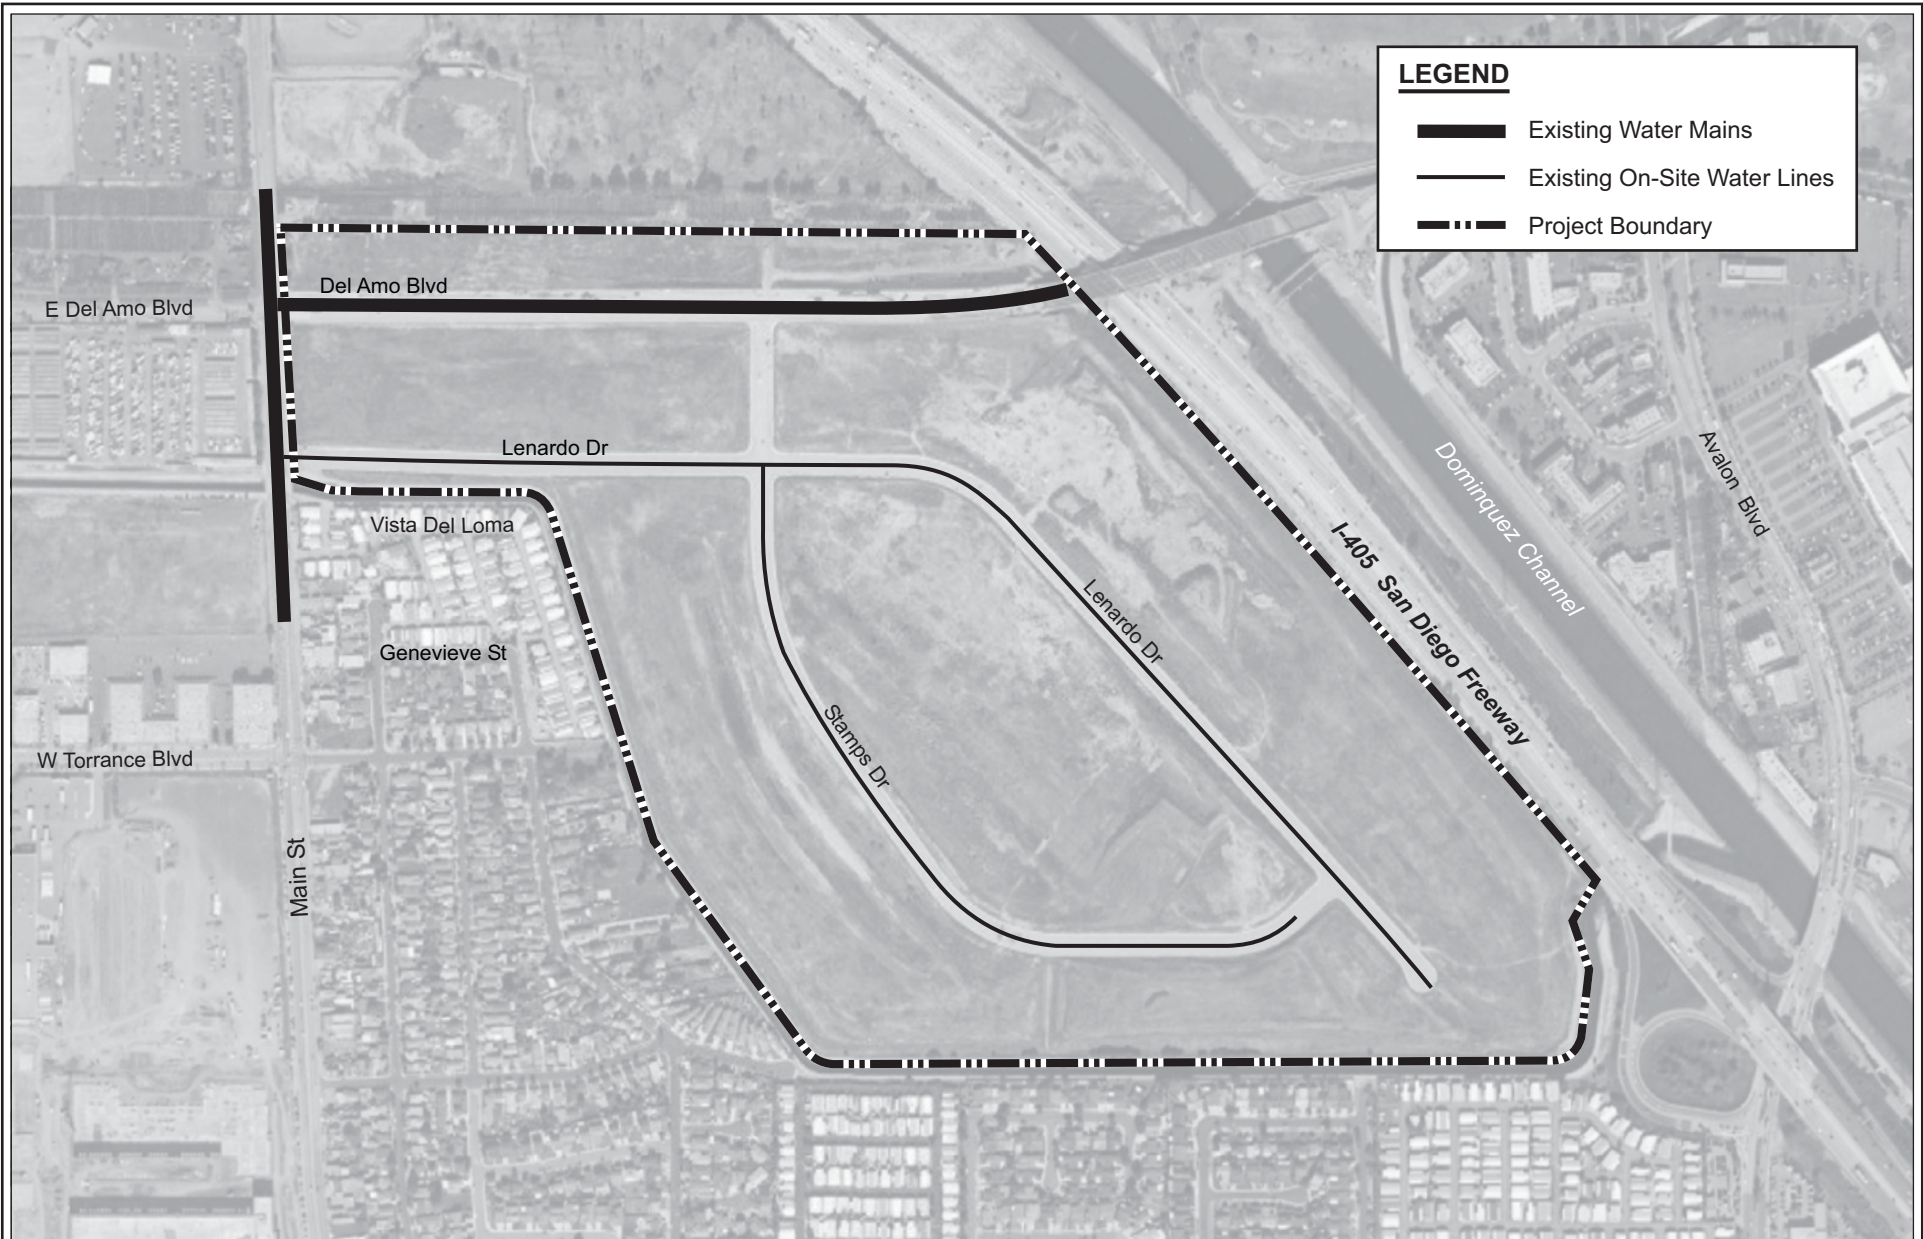 LEGEND
Existing Water Mains
Existing On-Site Water Lines
Project Boundary
Del Amo Blvd
E Del Amo Blvd
Lenardo Dr
Vista Del Loma
Genevieve St
W Torrance Blvd
Main St
Stamps Dr
Lenardo Dr
I-405 San Diego Freeway
Dominquez Channel
Avalon Blvd